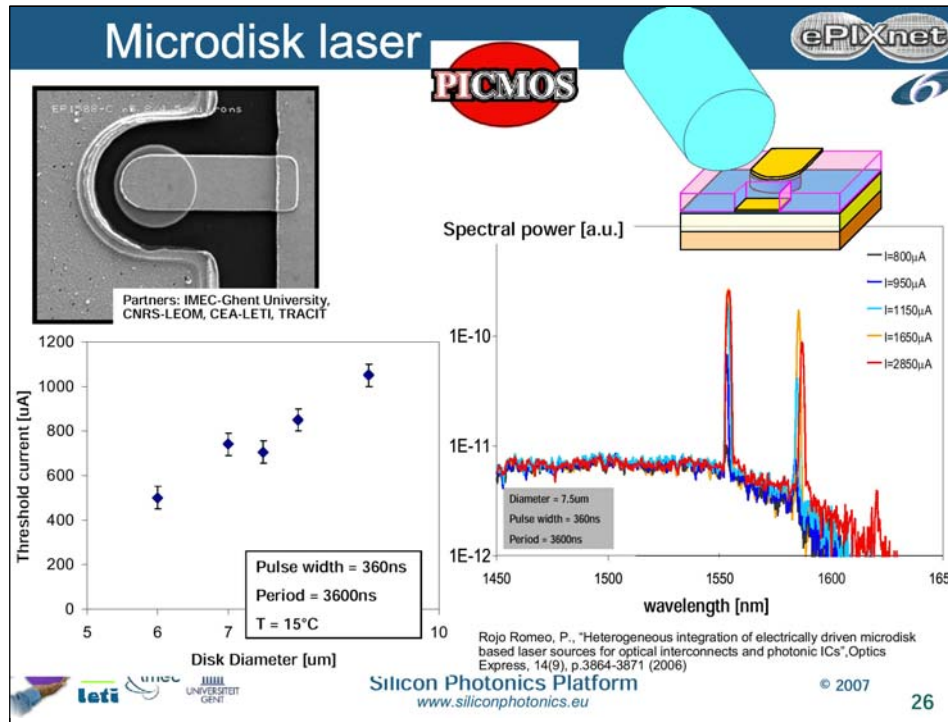 Microdisk laser
PICMOS
ePIXnet
6
Partners: IMEC-Ghent University,
CNRS-LEOM, CEA-LETI, TRACIT
Spectral power [a.u.]
I=800µA
I=950µA
I=1150µA
I=1650µA
I=2850µA
1E-10
1E-11
1E-12
Diameter = 7.5um
Pulse width = 360ns
Period = 3600ns
1450
1500
1550
1600
165
wavelength [nm]
1200
1000
800
600
400
200
0
Threshold current [uA]
Pulse width = 360ns
Period = 3600ns
T = 15°C
5
6
7
10
Disk Diameter [um]
Rojo Romeo, P., “Heterogeneous integration of electrically driven microdisk
based laser sources for optical interconnects and photonic ICs”,Optics
Express, 14(9), p.3864-3871 (2006)
leti
imec
UNIVERSITEIT
GENT
Silicon Photonics Platform
www.siliconphotonics.eu
© 2007
26